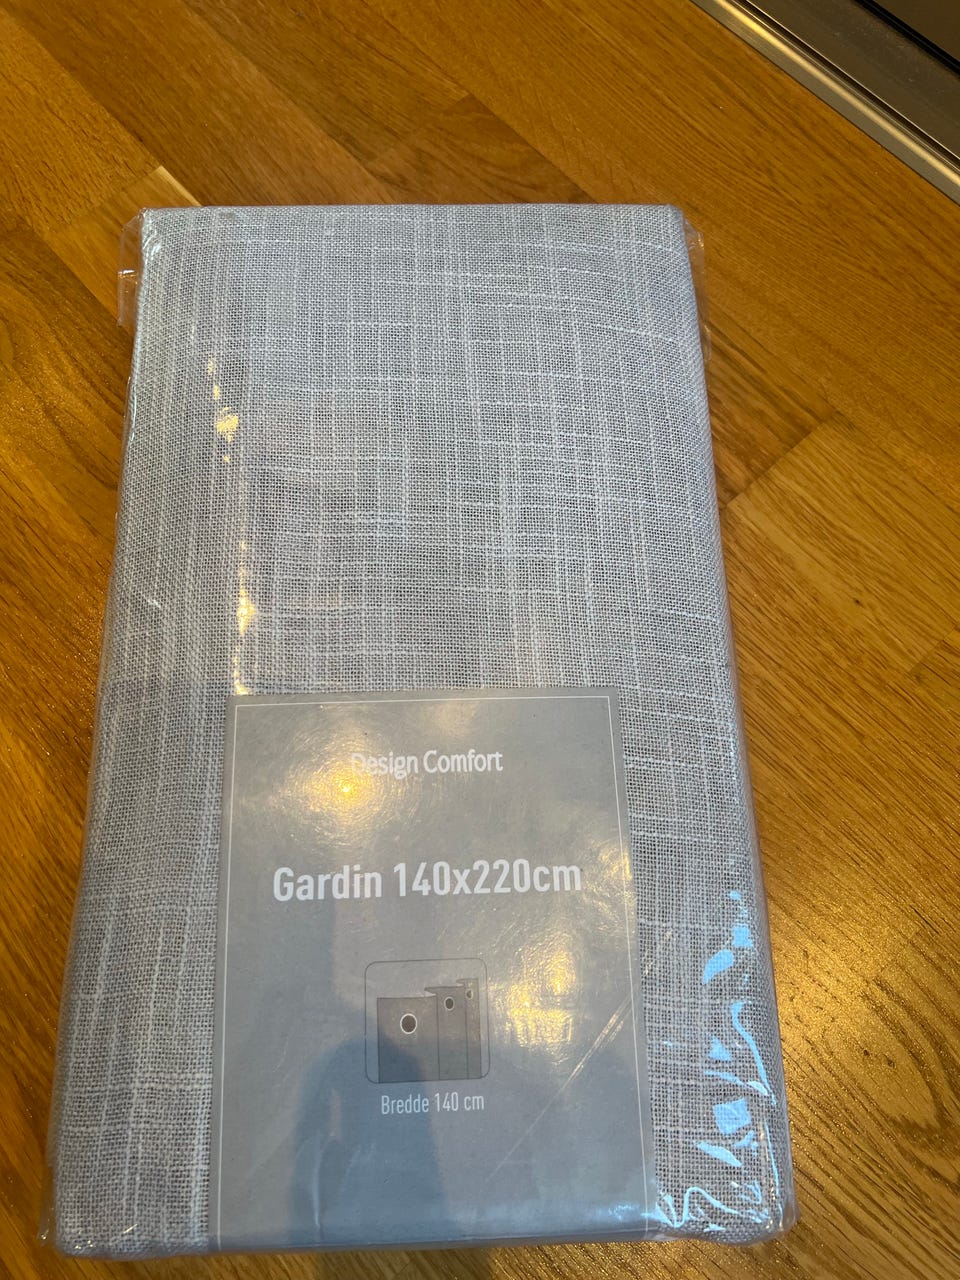 Design Comfort
Gardin 140x220cm
Bredde 140 cm